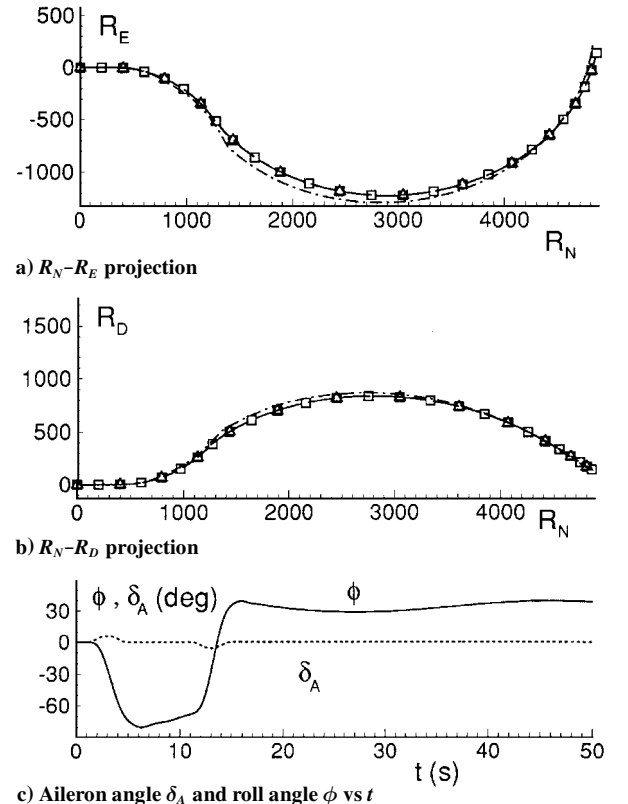 500
R_E
0
-500
-1000
0 1000 2000 3000 4000
R_N
a) R_N–R_E projection
1500
R_D
1000
500
0
0 1000 2000 3000 4000
R_N
b) R_N–R_D projection
ϕ , δ_A (deg)
ϕ
30
0
-30
δ_A
-60
0 10 20 30 40 50
t (s)
c) Aileron angle δ_A and roll angle ϕ vs t